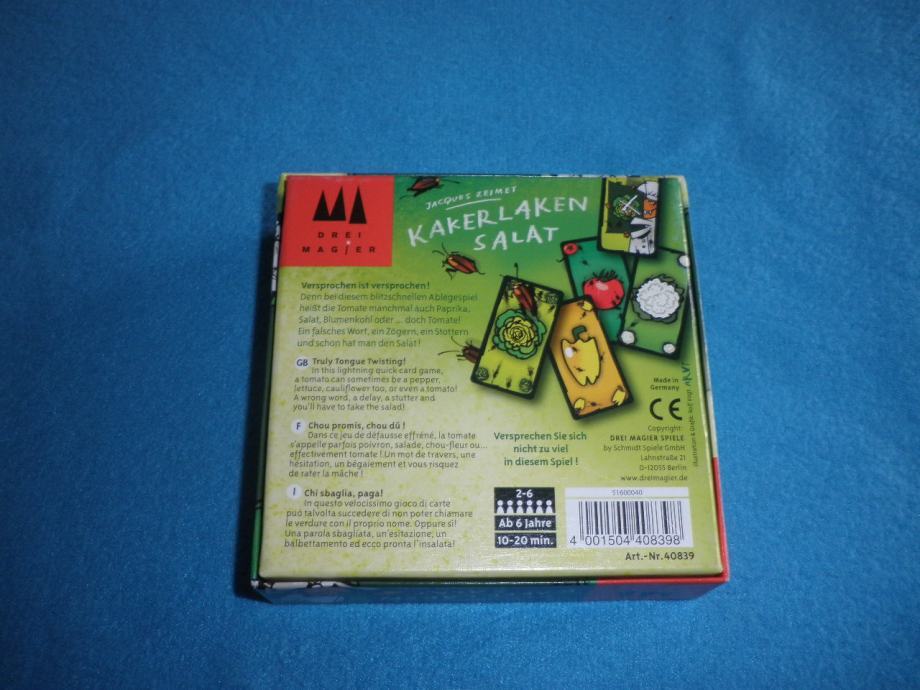 DREI
MAGIER
JACQUES ZEIMET
KAKERLAKEN
SALAT
Versprochen ist versprochen!
Denn bei diesem blitzschnellen Ablegespiel
heißt die Tomate manchmal auch Paprika,
Salat, Blumenkohl oder ... doch Tomate!
Ein falsches Wort, ein Zögern, ein Stottern
und schon hat man den Salat!
GB Truly Tongue Twisting!
In this lightning quick card game,
a tomato can sometimes be a pepper,
lettuce, cauliflower too, or even a tomato!
A wrong word, a delay, a stutter and
you'll have to take the salad!
F Chou promis, chou dû!
Dans ce jeu de défausse effréné, la tomate
s'appelle parfois poivron, salade, chou-fleur ou...
effectivement tomate! Un mot de travers, une
hésitation, un bégaiement et vous risquez
de rater la mâche!
I Chi sbaglia, paga!
In questo velocissimo gioco di carte
può talvolta succedere di non poter chiamare
le verdure con il proprio nome. Oppure sì!
Una parola sbagliata, un'esitazione, un
balbettamento ed ecco pronta l'insalata!
Versprechen Sie sich
nicht zu viel
in diesem Spiel!
2-6
Ab 6 Jahre
10-20 min.
Made in
Germany
CE
Copyright:
DREI MAGIER SPIELE
by Schmidt Spiele GmbH
Lahnstraße 21
D-12055 Berlin
www.dreimagier.de
51600040
4 001504 408398
Art.-Nr. 40839